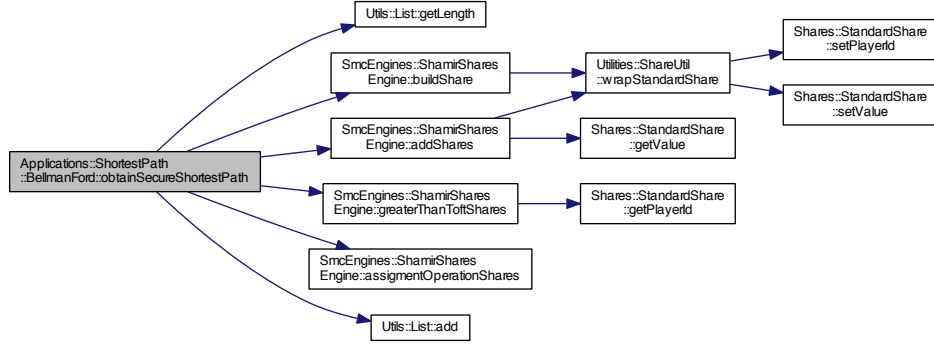 Applications::ShortestPath
::BellmanFord::obtainSecureShortestPath
Utils::List::getLength
SmcEngines::ShamirShares
Engine::buildShare
SmcEngines::ShamirShares
Engine::addShares
SmcEngines::ShamirShares
Engine::greaterThanToftShares
SmcEngines::ShamirShares
Engine::assigmentOperationShares
Utils::List::add
Utilities::ShareUtil
::wrapStandardShare
Shares::StandardShare
::getValue
Shares::StandardShare
::getPlayerId
Shares::StandardShare
::setPlayerId
Shares::StandardShare
::setValue